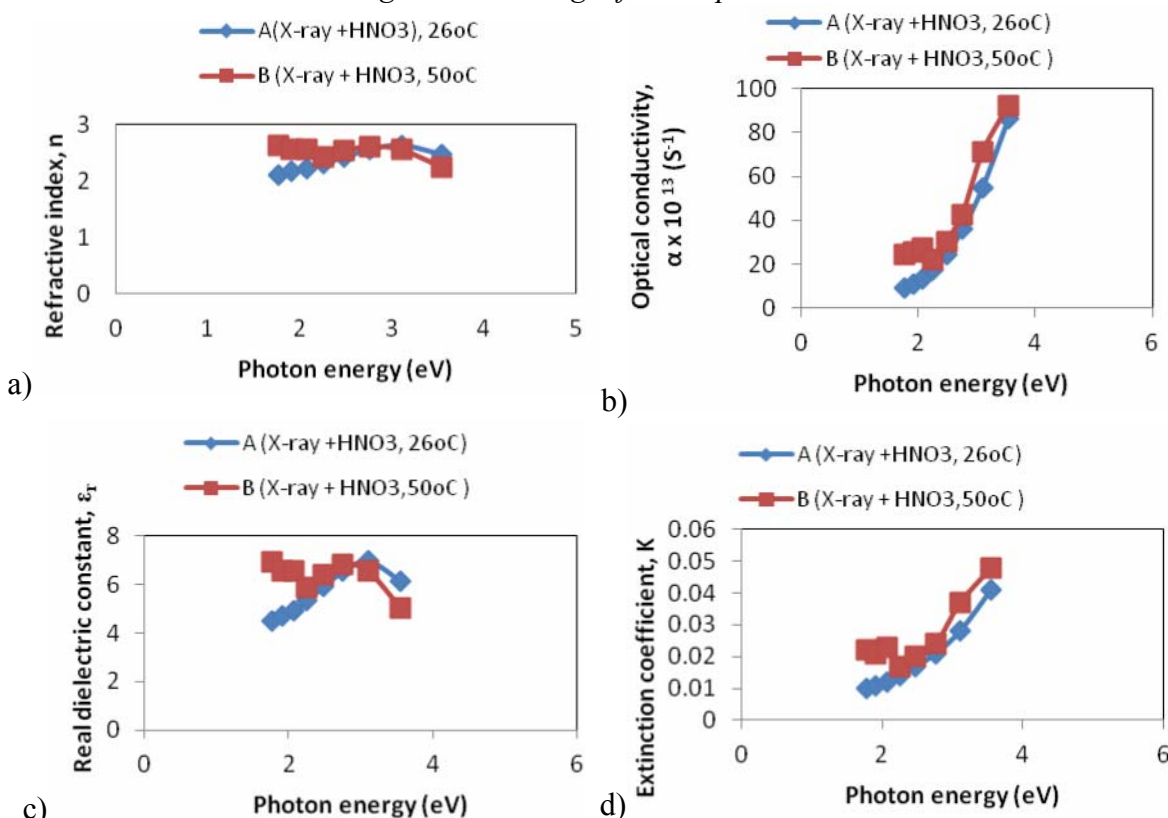 A(X-ray +HNO3), 26oC
B (X-ray + HNO3, 50oC
Refractive index, n
3
2
1
0
0 1 2 3 4 5
Photon energy (eV)
a)
A (X-ray +HNO3, 26oC)
B (X-ray + HNO3,50oC )
Optical conductivity,
α x 10 13 (S-1)
100
80
60
40
20
0
0 2 4 6
Photon energy (eV)
b)
A (X-ray +HNO3, 26oC)
B (X-ray + HNO3,50oC )
Real dielectric constant, εr
8
6
4
2
0
0 2 4 6
Photon energy (eV)
c)
A (X-ray +HNO3, 26oC)
B (X-ray + HNO3,50oC )
Extinction coefficient, K
0.06
0.05
0.04
0.03
0.02
0.01
0
0 2 4 6
Photon energy (eV)
d)